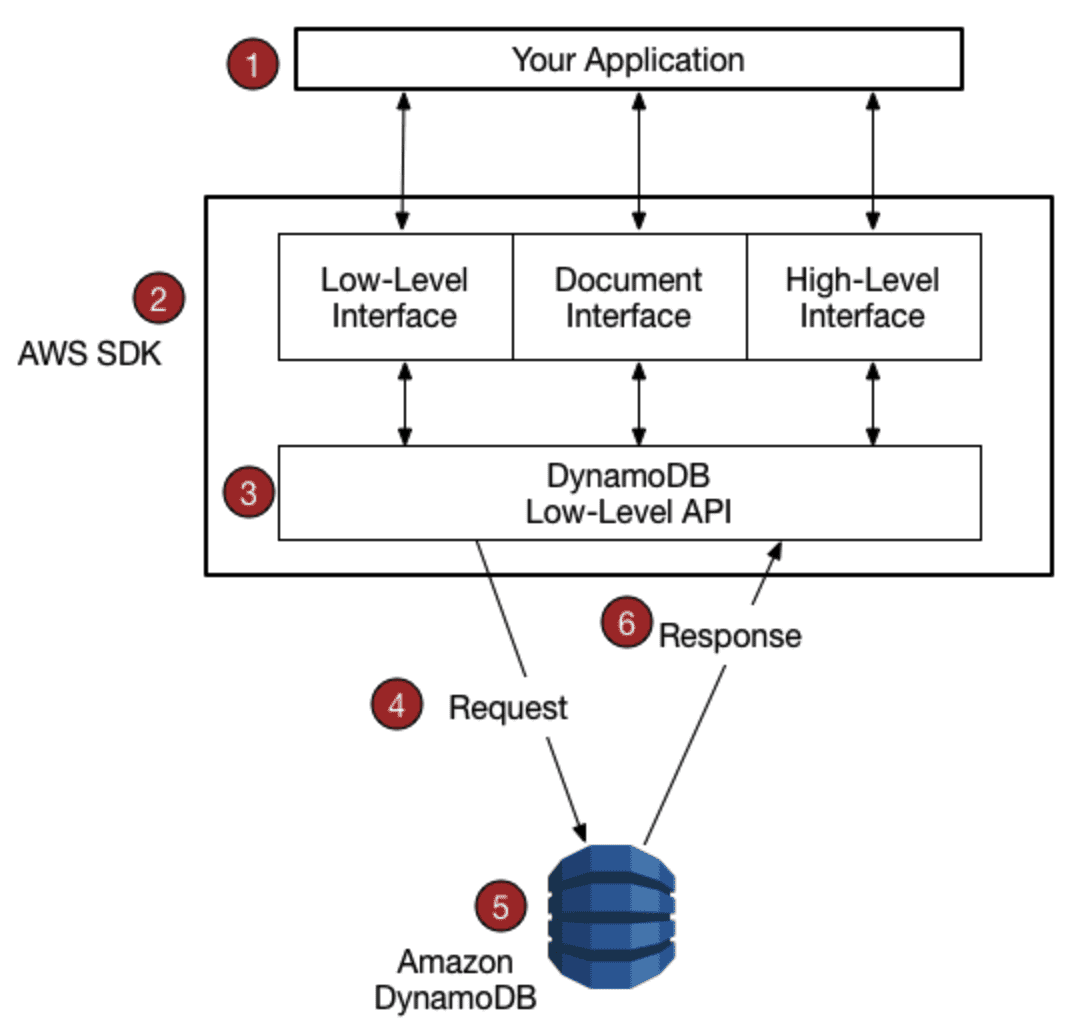 1
Your Application
Low-Level
Interface
Document
Interface
High-Level
Interface
2
AWS SDK
3
DynamoDB
Low-Level API
6
Response
4
Request
5
Amazon
DynamoDB